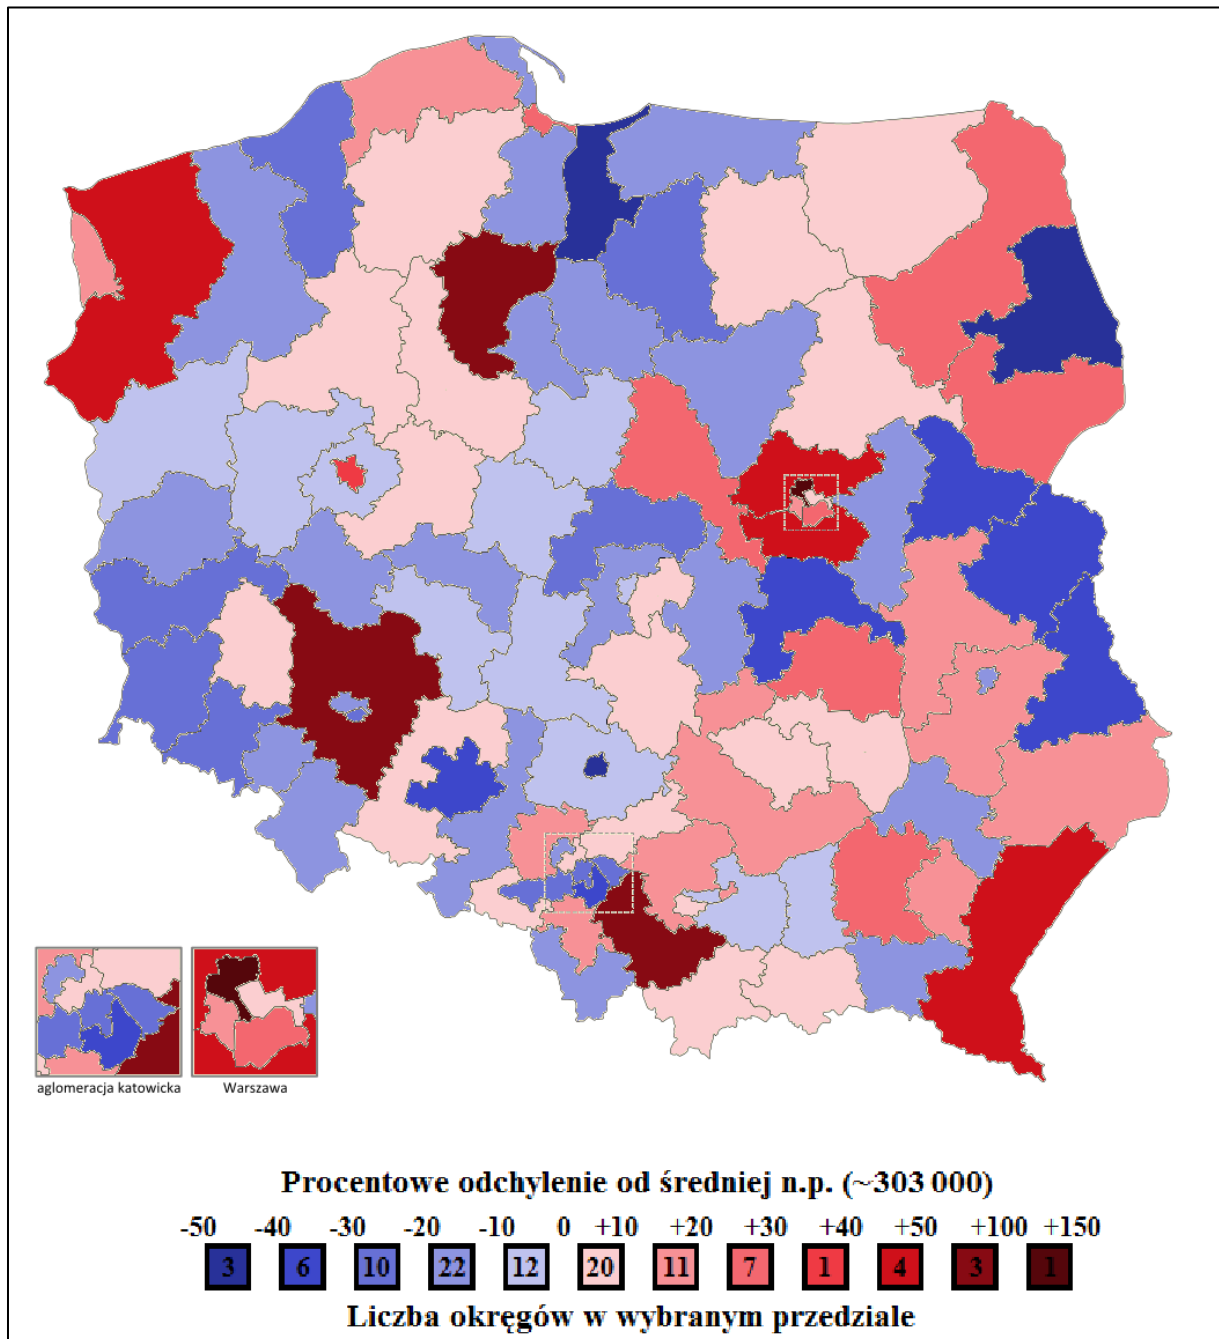 aglomeracja katowicka Warszawa
Procentowe odchylenie od średniej n.p. (~303 000)
-50 -40 -30 -20 -10 0 +10 +20 +30 +40 +50 +100 +150
3 6 10 22 12 20 11 7 1 4 3 1
Liczba okręgów w wybranym przedziale